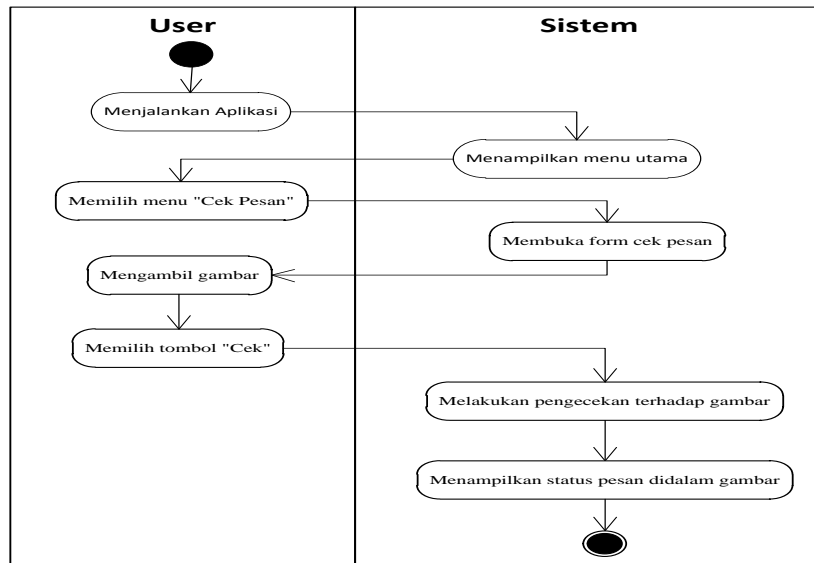 User
Sistem
Menjalankan Aplikasi
Menampilkan menu utama
Memilih menu "Cek Pesan"
Membuka form cek pesan
Mengambil gambar
Memilih tombol "Cek"
Melakukan pengecekan terhadap gambar
Menampilkan status pesan didalam gambar